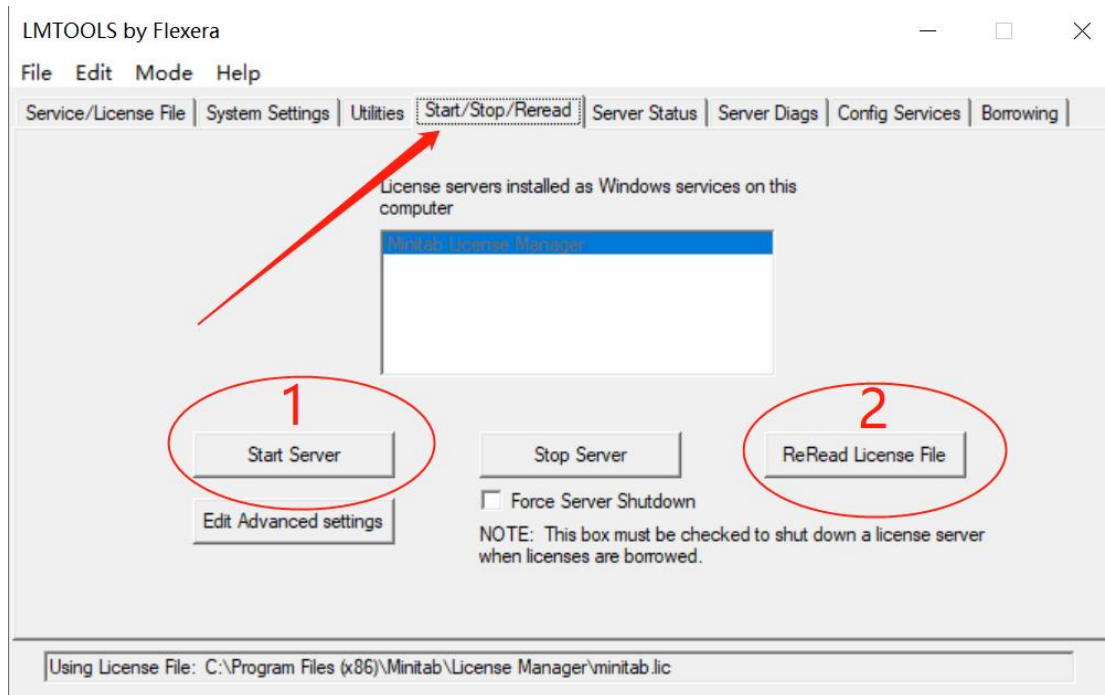 LMTOOLS by Flexera
File Edit Mode Help
Service/License File System Settings Utilities Start/Stop/Reread Server Status Server Diags Config Services Borrowing
License servers installed as Windows services on this
computer
Minitab License Manager
1
2
Start Server Stop Server ReRead License File
Force Server Shutdown
Edit Advanced settings
NOTE: This box must be checked to shut down a license server
when licenses are borrowed.
Using License File: C:\Program Files (x86)\Minitab\License Manager\minitab.lic